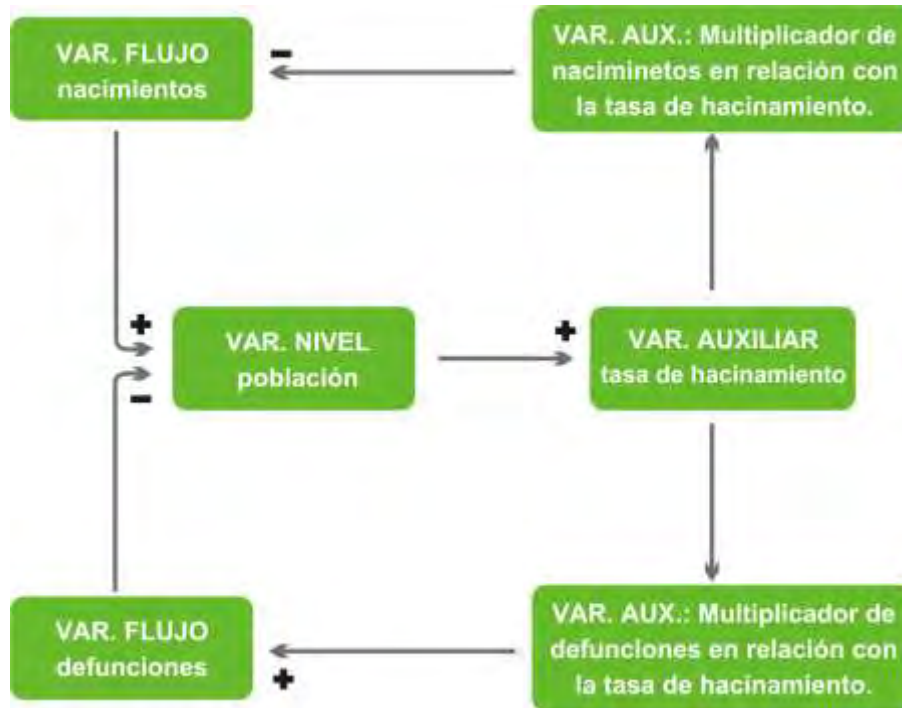 VAR. FLUJO
nacimientos
−
VAR. AUX.: Multiplicador de
naciminetos en relación con
la tasa de hacinamiento.
+
VAR. NIVEL
población
−
+
VAR. AUXILIAR
tasa de hacinamiento
VAR. FLUJO
defunciones
+
VAR. AUX.: Multiplicador de
defunciones en relación con
la tasa de hacinamiento.